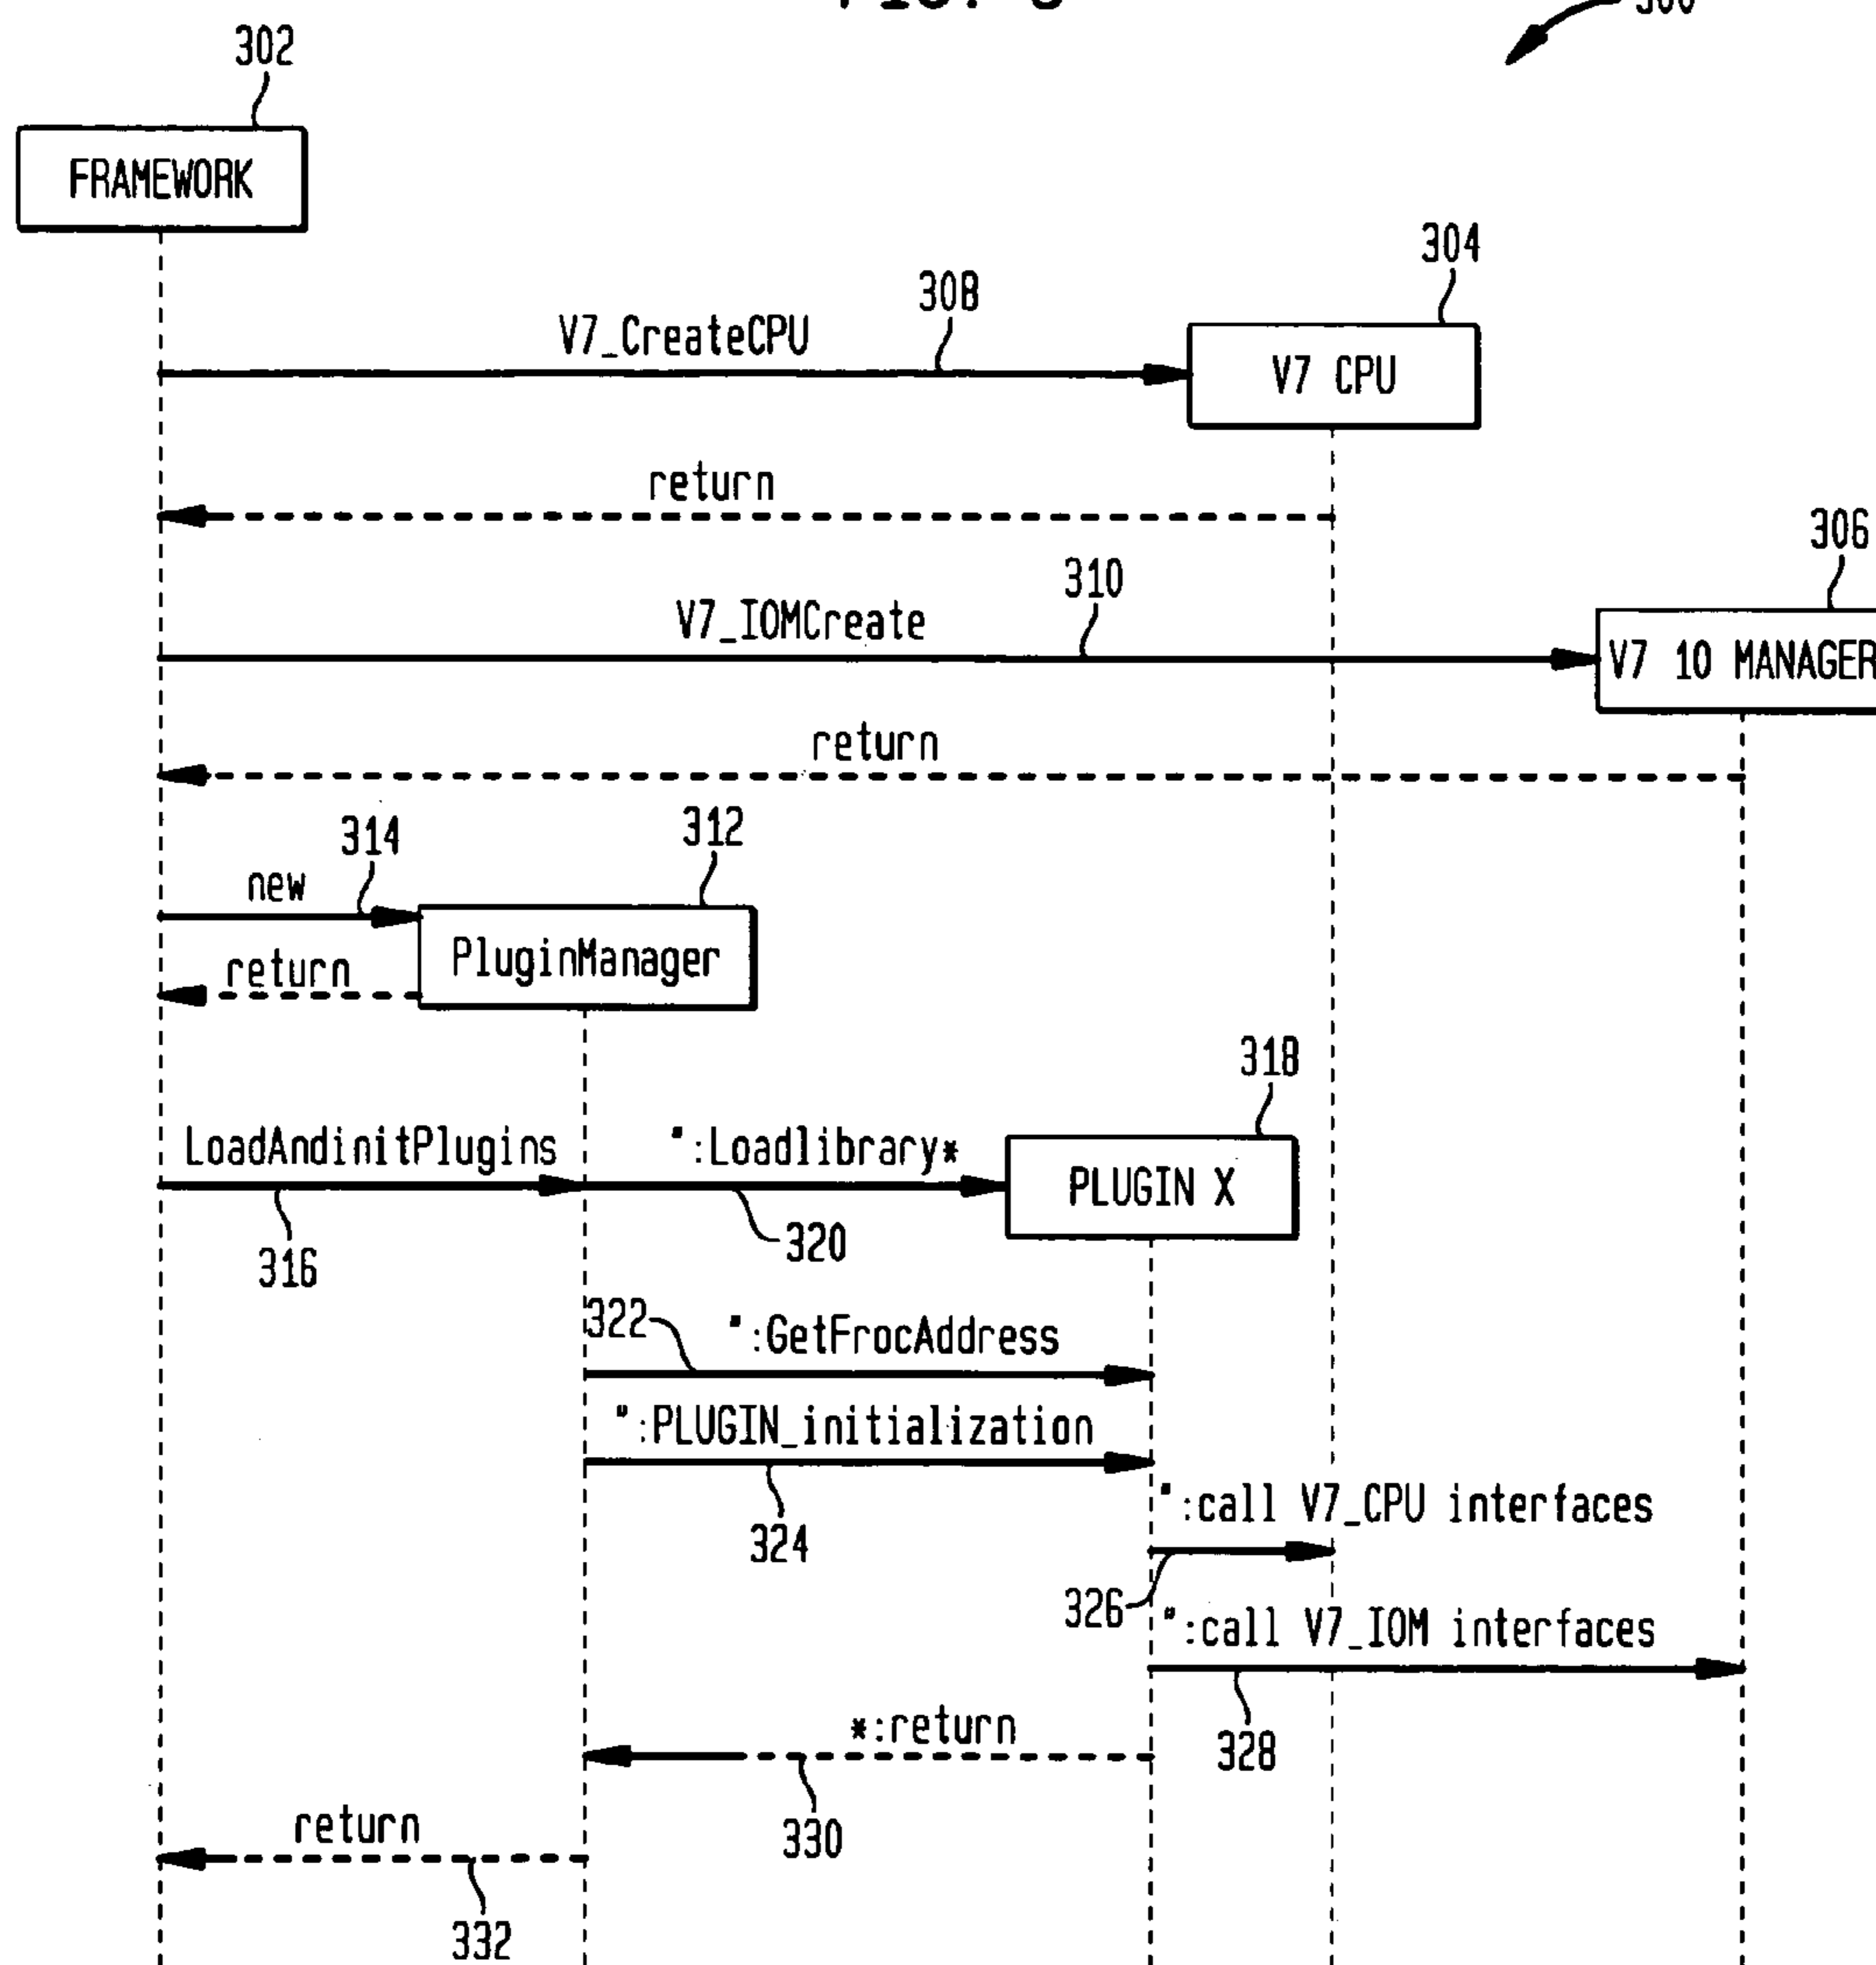 302
FRAMEWORK
304
308
V7_CreateCPU
V7 CPU
return
306
310
V7_IOMCreate
V7 10 MANAGER
return
312
314
new
PluginManager
return
318
LoadAndinitPlugins
":Loadlibrary*
PLUGIN X
320
316
322
":GetFrocAddress
":PLUGIN_initialization
":call V7_CPU interfaces
324
326
":call V7_IOM interfaces
*:return
328
return
330
332